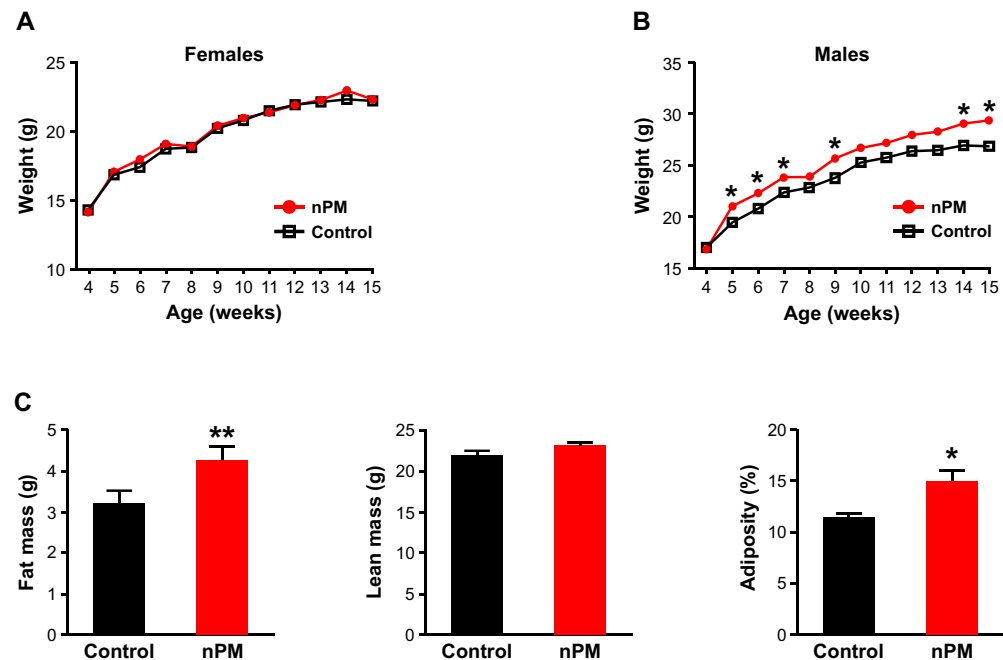 A
Females
Weight (g)
25
20
15
10
nPM
Control
4 5 6 7 8 9 10 11 12 13 14 15
Age (weeks)
B
Males
Weight (g)
35
30
25
20
15
* * * * * *
nPM
Control
4 5 6 7 8 9 10 11 12 13 14 15
Age (weeks)
C
Fat mass (g)
5
4
3
2
1
0
**
Control nPM
Lean mass (g)
25
20
15
10
5
0
Control nPM
Adiposity (%)
20
15
10
5
0
*
Control nPM